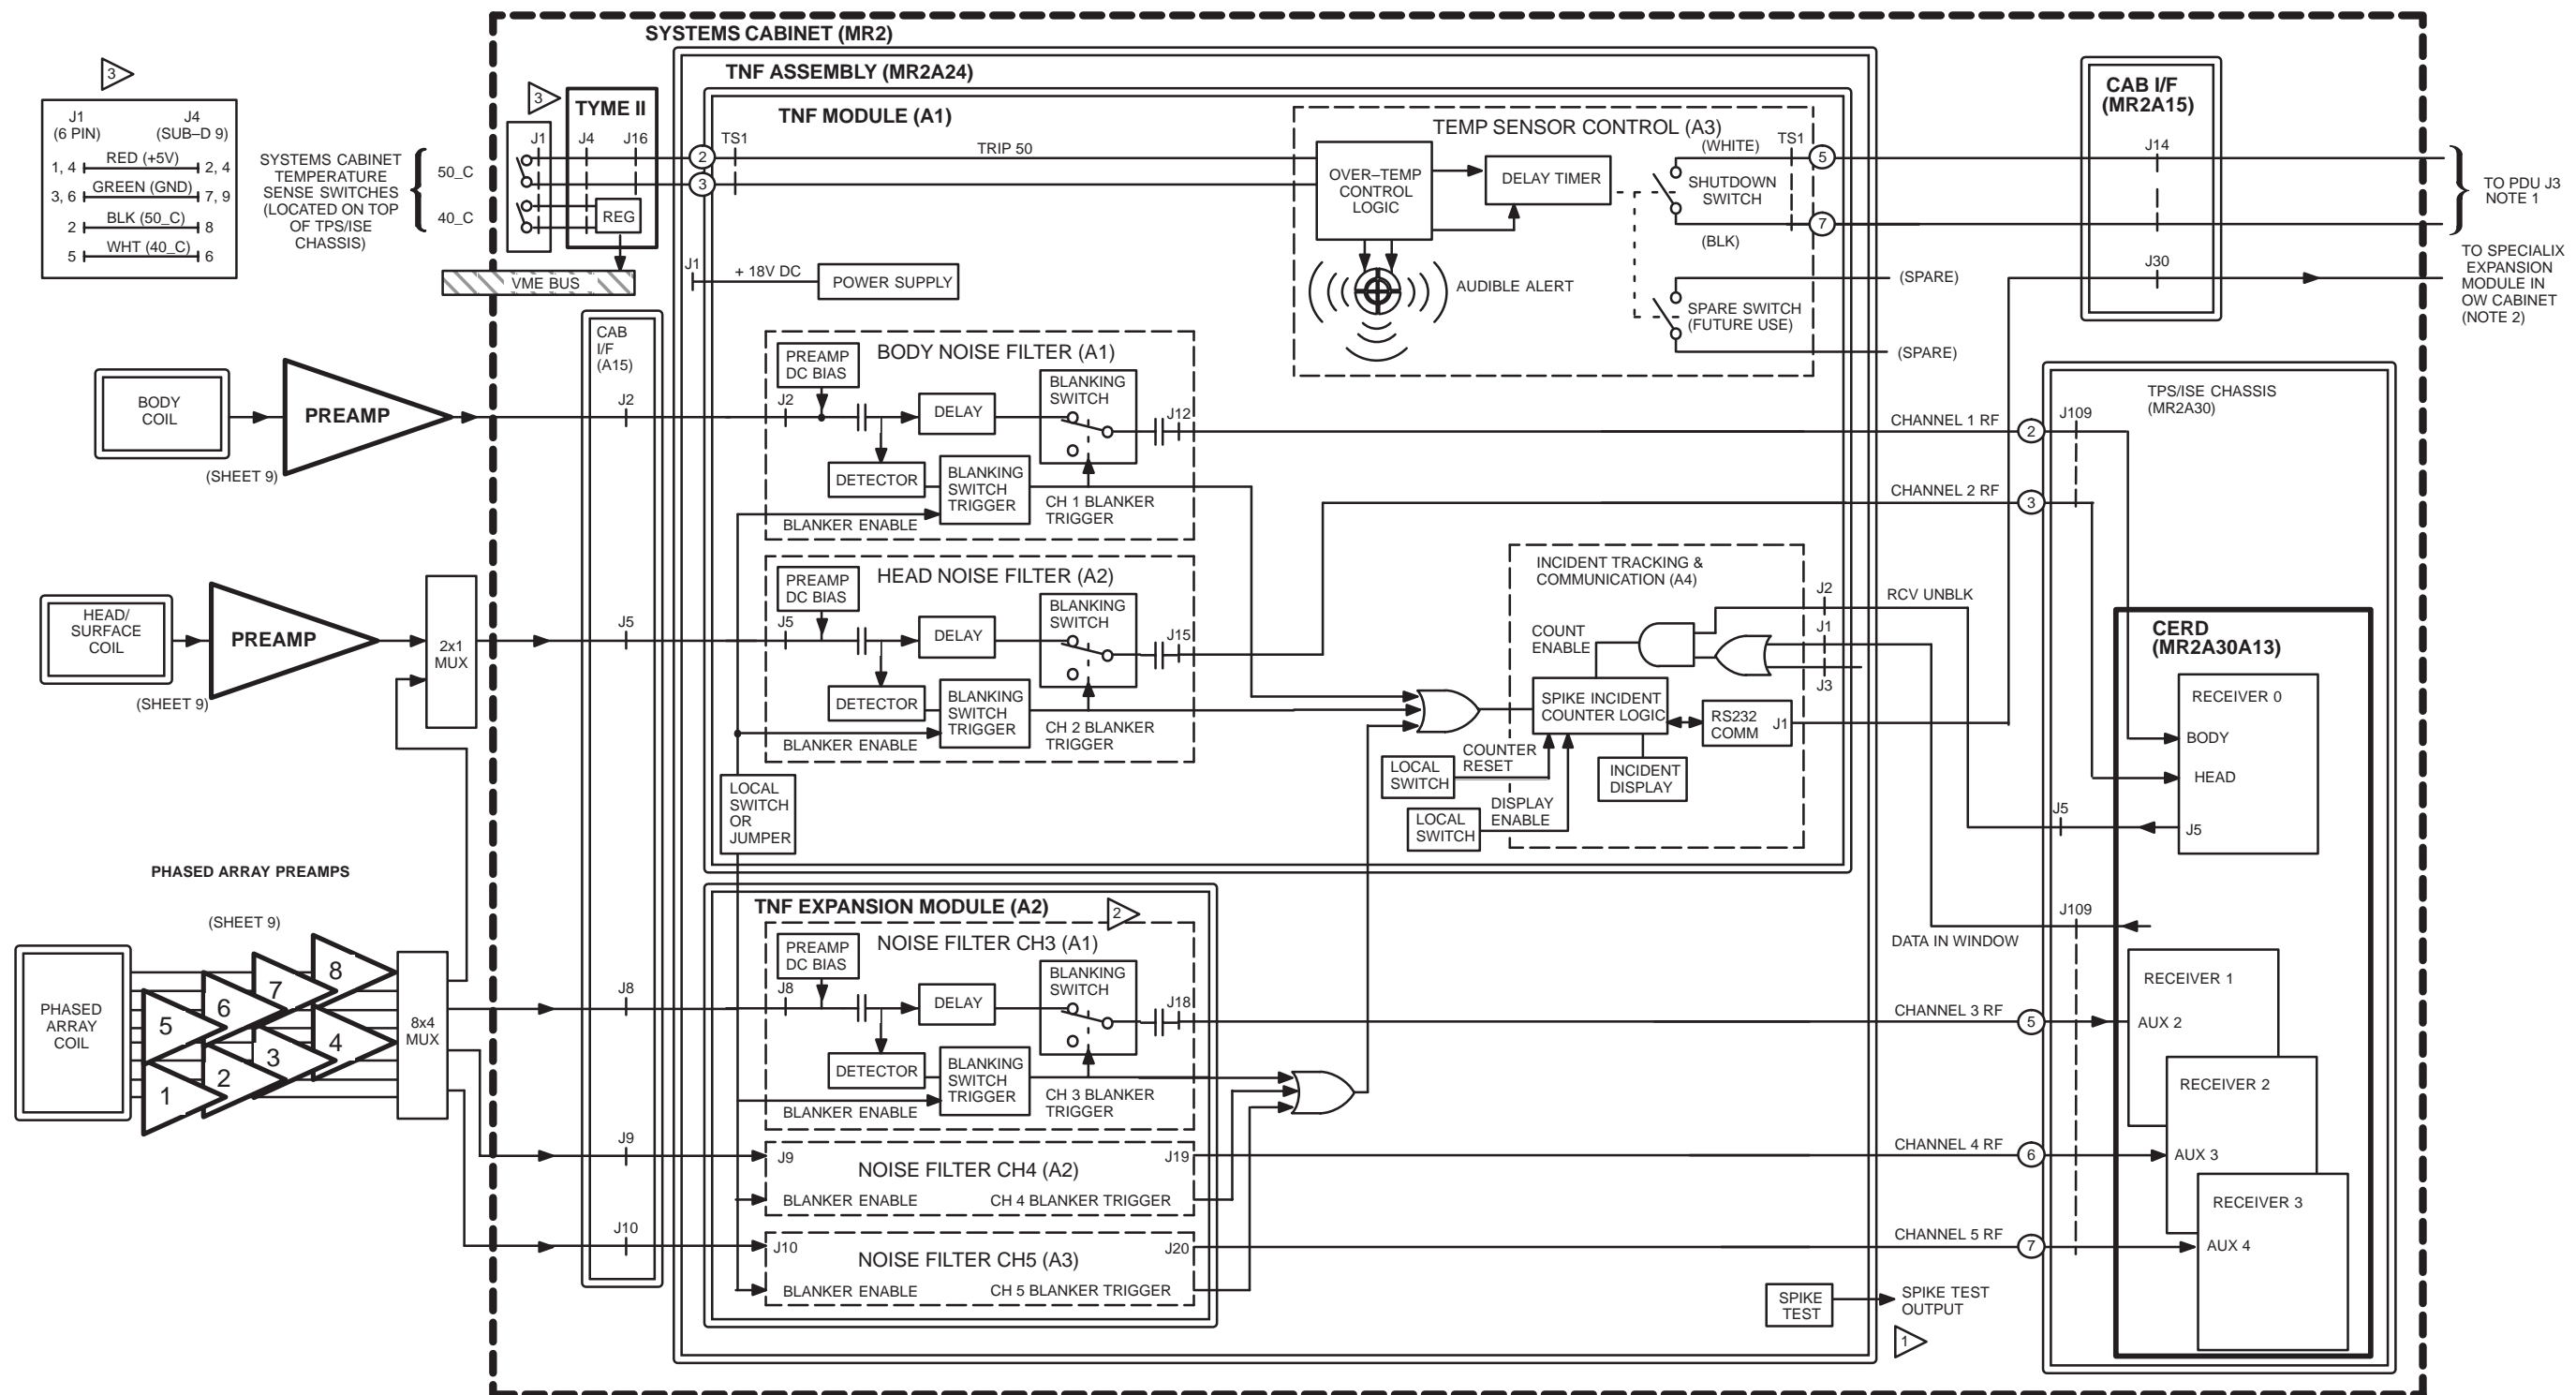 SYSTEMS CABINET (MR2)
3
J1
(6 PIN)
J4
(SUB–D 9)
1, 4
RED (+5V)
2, 4
3, 6
GREEN (GND)
7, 9
2
BLK (50_C)
8
5
WHT (40_C)
6
SYSTEMS CABINET
TEMPERATURE
SENSE SWITCHES
(LOCATED ON TOP
OF TPS/ISE
CHASSIS)
50_C
40_C
3
J1
TYME II
J4
J16
REG
VME BUS
TNF ASSEMBLY (MR2A24)
TNF MODULE (A1)
2
3
TS1
TRIP 50
J1
+ 18V DC
POWER SUPPLY
TEMP SENSOR CONTROL (A3)
OVER–TEMP
CONTROL
LOGIC
DELAY TIMER
(WHITE)
TS1
5
SHUTDOWN
SWITCH
7
(BLK)
AUDIBLE ALERT
SPARE SWITCH
(FUTURE USE)
(SPARE)
(SPARE)
CAB I/F
(MR2A15)
J14
J30
TO PDU J3
NOTE 1
TO SPECIALIX
EXPANSION
MODULE IN
OW CABINET
(NOTE 2)
CAB
I/F
(A15)
BODY
COIL
PREAMP
(SHEET 9)
J2
BODY NOISE FILTER (A1)
PREAMP
DC BIAS
J2
DELAY
BLANKING
SWITCH
J12
DETECTOR
BLANKING
SWITCH
TRIGGER
CH 1 BLANKER
TRIGGER
BLANKER ENABLE
CHANNEL 1 RF
2
J109
CHANNEL 2 RF
3
TPS/ISE CHASSIS
(MR2A30)
HEAD/
SURFACE
COIL
PREAMP
(SHEET 9)
2x1
MUX
J5
HEAD NOISE FILTER (A2)
PREAMP
DC BIAS
J5
DELAY
BLANKING
SWITCH
J15
DETECTOR
BLANKING
SWITCH
TRIGGER
CH 2 BLANKER
TRIGGER
BLANKER ENABLE
LOCAL
SWITCH
OR
JUMPER
INCIDENT TRACKING &
COMMUNICATION (A4)
COUNT
ENABLE
J2
RCV UNBLK
J1
J3
SPIKE INCIDENT
COUNTER LOGIC
RS232
COMM
J1
COUNTER
RESET
LOCAL
SWITCH
INCIDENT
DISPLAY
DISPLAY
ENABLE
LOCAL
SWITCH
CERD
(MR2A30A13)
RECEIVER 0
BODY
HEAD
J5
J5
J109
DATA IN WINDOW
PHASED ARRAY PREAMPS
(SHEET 9)
PHASED
ARRAY
COIL
8
7
6
5
4
3
2
1
8x4
MUX
J8
J9
J10
TNF EXPANSION MODULE (A2)
2
NOISE FILTER CH3 (A1)
PREAMP
DC BIAS
J8
DELAY
BLANKING
SWITCH
J18
DETECTOR
BLANKING
SWITCH
TRIGGER
CH 3 BLANKER
TRIGGER
BLANKER ENABLE
J9
NOISE FILTER CH4 (A2)
J19
BLANKER ENABLE
CH 4 BLANKER TRIGGER
J10
NOISE FILTER CH5 (A3)
J20
BLANKER ENABLE
CH 5 BLANKER TRIGGER
CHANNEL 3 RF
5
CHANNEL 4 RF
6
CHANNEL 5 RF
7
RECEIVER 1
AUX 2
RECEIVER 2
AUX 3
RECEIVER 3
AUX 4
SPIKE
TEST
SPIKE TEST
OUTPUT
1